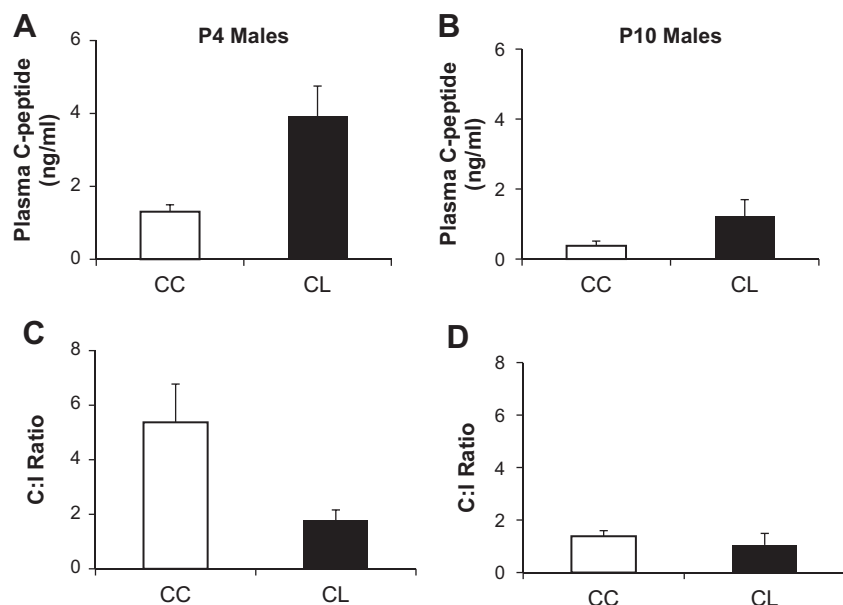 A
P4 Males
Plasma C-peptide
(ng/ml)
6
4
2
0
CC
CL
B
P10 Males
Plasma C-peptide
(ng/ml)
6
4
2
0
CC
CL
C
C:I Ratio
8
6
4
2
0
CC
CL
D
C:I Ratio
8
6
4
2
0
CC
CL